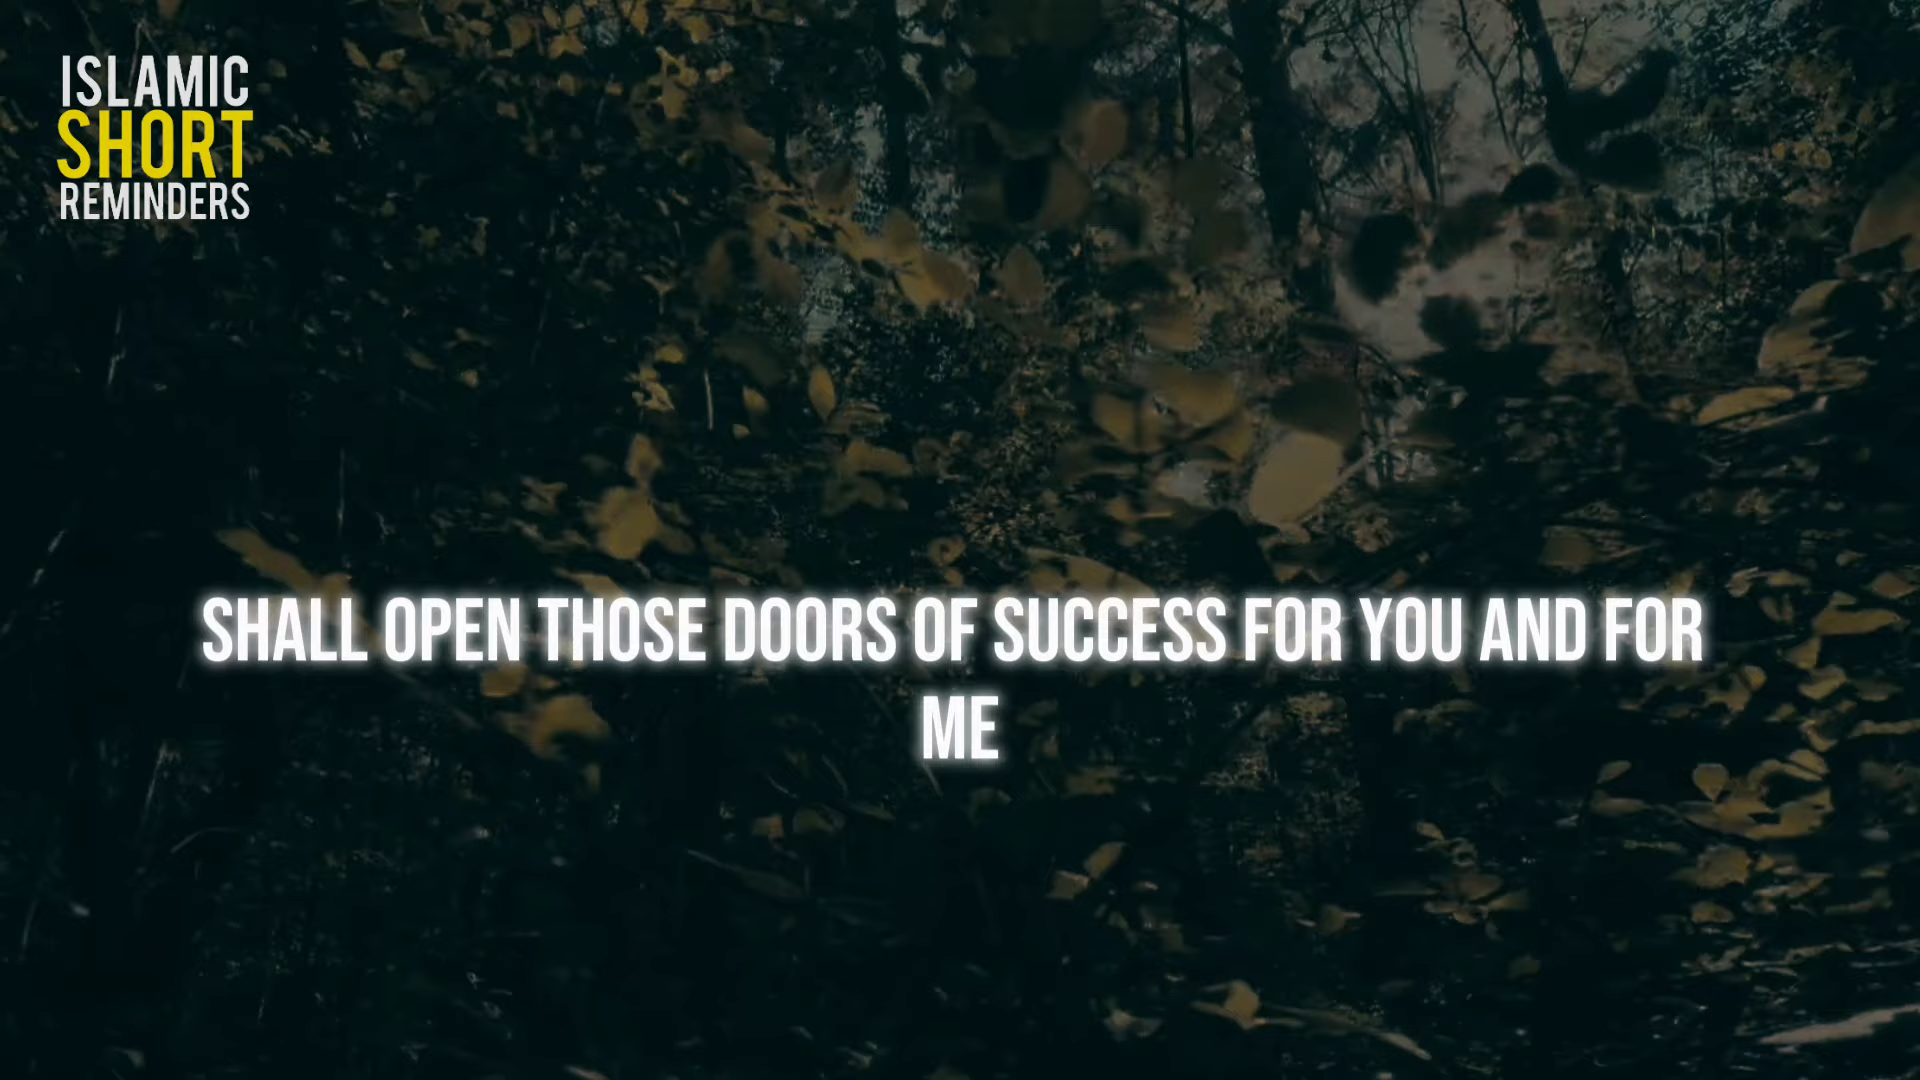 ISLAMIC
SHORT
REMINDERS
SHALL OPEN THOSE DOORS OF SUCCESS FOR YOU AND FOR
ME